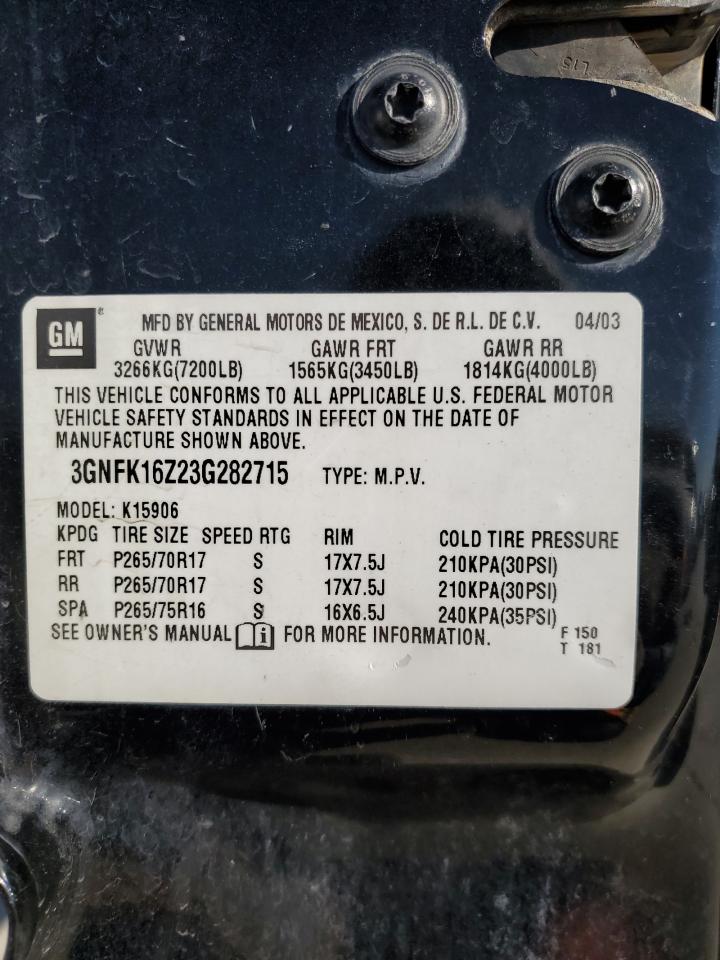 GM
MFD BY GENERAL MOTORS DE MEXICO, S. DE R.L. DE C.V. 04/03
GVWR GAWR FRT GAWR RR
3266KG(7200LB) 1565KG(3450LB) 1814KG(4000LB)
THIS VEHICLE CONFORMS TO ALL APPLICABLE U.S. FEDERAL MOTOR
VEHICLE SAFETY STANDARDS IN EFFECT ON THE DATE OF
MANUFACTURE SHOWN ABOVE.
3GNFK16Z23G282715 TYPE: M.P.V.
MODEL: K15906
KPDG TIRE SIZE SPEED RTG RIM COLD TIRE PRESSURE
FRT P265/70R17 S 17X7.5J 210KPA(30PSI)
RR P265/70R17 S 17X7.5J 210KPA(30PSI)
SPA P265/75R16 S 16X6.5J 240KPA(35PSI)
SEE OWNER'S MANUAL i FOR MORE INFORMATION. F 150
T 181